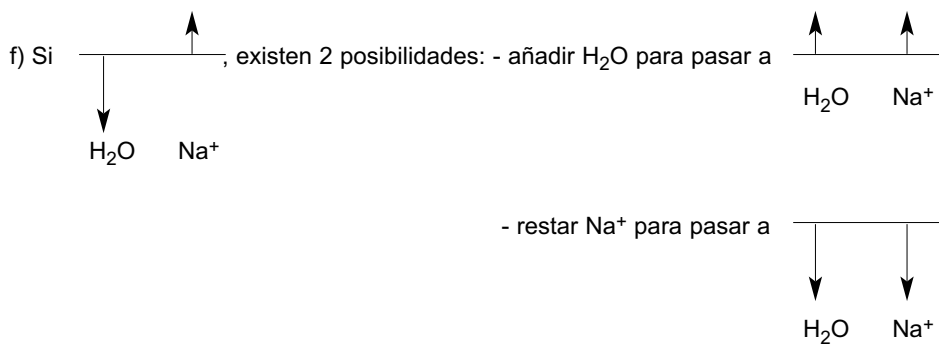 f) Si , existen 2 posibilidades: - añadir H₂O para pasar a
H₂O Na⁺
H₂O Na⁺
- restar Na⁺ para pasar a
H₂O Na⁺